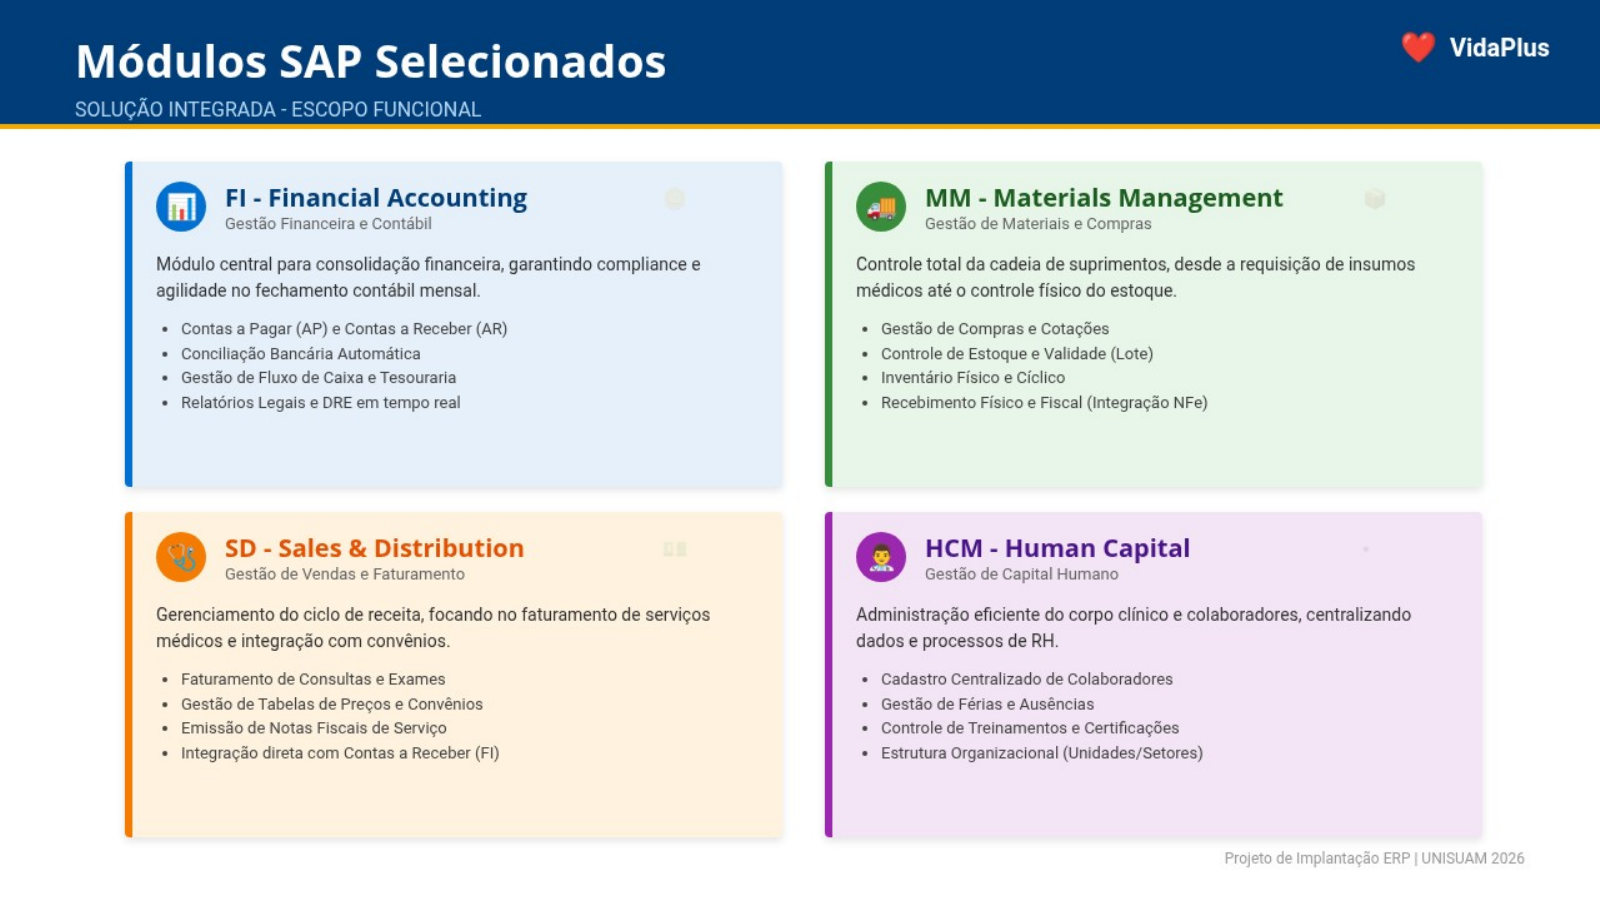 Módulos SAP Selecionados
SOLUÇÃO INTEGRADA - ESCOPO FUNCIONAL
VidaPlus
FI - Financial Accounting
Gestão Financeira e Contábil
Módulo central para consolidação financeira, garantindo compliance e
agilidade no fechamento contábil mensal.
• Contas a Pagar (AP) e Contas a Receber (AR)
• Conciliação Bancária Automática
• Gestão de Fluxo de Caixa e Tesouraria
• Relatórios Legais e DRE em tempo real
MM - Materials Management
Gestão de Materiais e Compras
Controle total da cadeia de suprimentos, desde a requisição de insumos
médicos até o controle físico do estoque.
• Gestão de Compras e Cotações
• Controle de Estoque e Validade (Lote)
• Inventário Físico e Cíclico
• Recebimento Físico e Fiscal (Integração NFe)
SD - Sales & Distribution
Gestão de Vendas e Faturamento
Gerenciamento do ciclo de receita, focando no faturamento de serviços
médicos e integração com convênios.
• Faturamento de Consultas e Exames
• Gestão de Tabelas de Preços e Convênios
• Emissão de Notas Fiscais de Serviço
• Integração direta com Contas a Receber (FI)
HCM - Human Capital
Gestão de Capital Humano
Administração eficiente do corpo clínico e colaboradores, centralizando
dados e processos de RH.
• Cadastro Centralizado de Colaboradores
• Gestão de Férias e Ausências
• Controle de Treinamentos e Certificações
• Estrutura Organizacional (Unidades/Setores)
Projeto de Implantação ERP | UNISUAM 2026